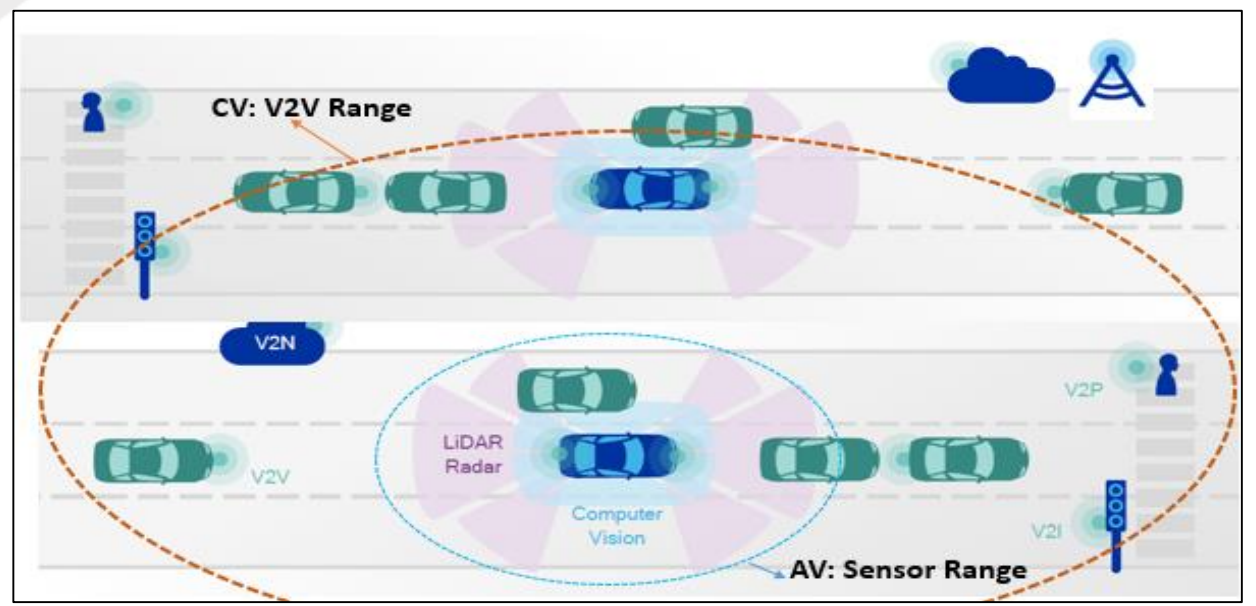 CV: V2V Range
V2N
V2P
LiDAR
Radar
V2V
Computer
Vision
V2I
AV: Sensor Range